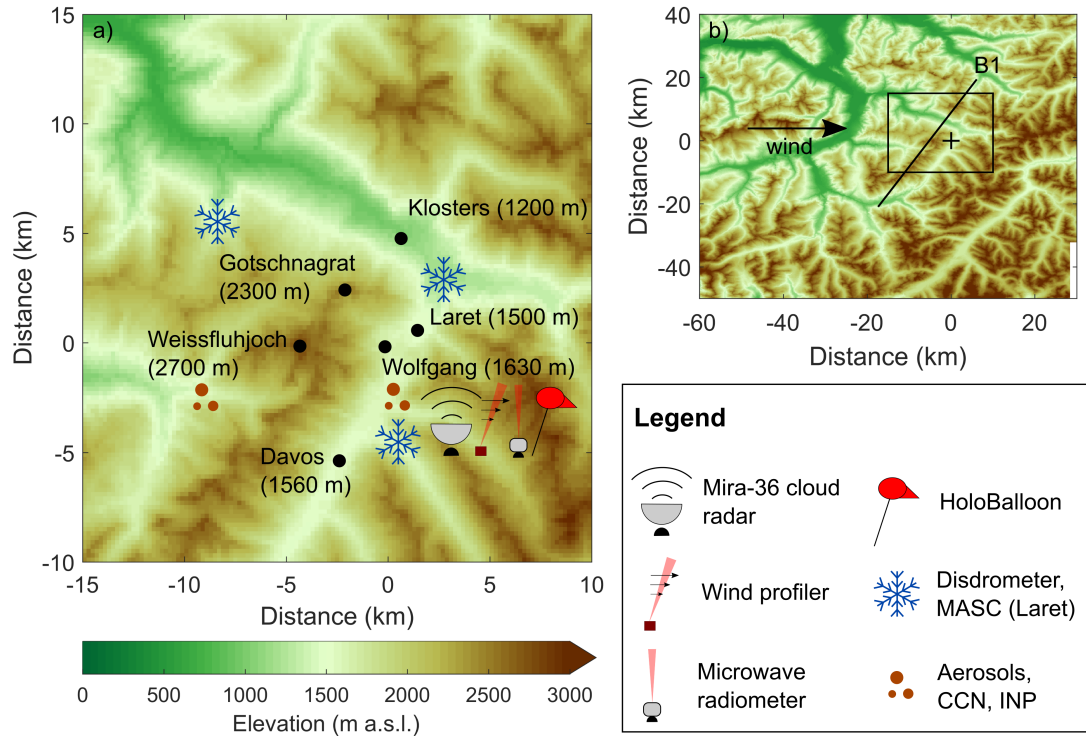 a)
15
10
5
0
-5
-10
Distance (km)
-15
-10
-5
0
5
10
Distance (km)
Klosters (1200 m)
Gotschnagrat
(2300 m)
Laret (1500 m)
Weissfluhjoch
(2700 m)
Wolfgang (1630 m)
Davos
(1560 m)
0
500
1000
1500
2000
2500
3000
Elevation (m a.s.l.)
b)
40
20
0
-20
-40
Distance
(km)
B1
wind
-60
-40
-20
0
20
Distance (km)
Legend
Mira-36 cloud
radar
HoloBalloon
Wind profiler
Disdrometer,
MASC (Laret)
Microwave
radiometer
Aerosols,
CCN, INP